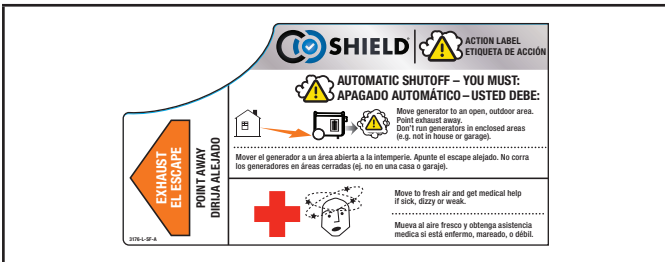 CO SHIELD®
ACTION LABEL
ETIQUETA DE ACCIÓN
AUTOMATIC SHUTOFF – YOU MUST:
APAGADO AUTOMÁTICO – USTED DEBE:
Move generator to an open, outdoor area.
Point exhaust away.
Don't run generators in enclosed areas
(e.g. not in house or garage).
Mover el generador a un área abierta a la intemperie. Apunte el escape alejado. No corra
los generadores en áreas cerradas (ej. no en una casa o garaje).
EXHAUST
EL ESCAPE
POINT AWAY
DIRIJA ALEJADO
Move to fresh air and get medical help
if sick, dizzy or weak.
Mueva al aire fresco y obtenga asistencia
medica si está enfermo, mareado, o débil.
3176-L-SF-A